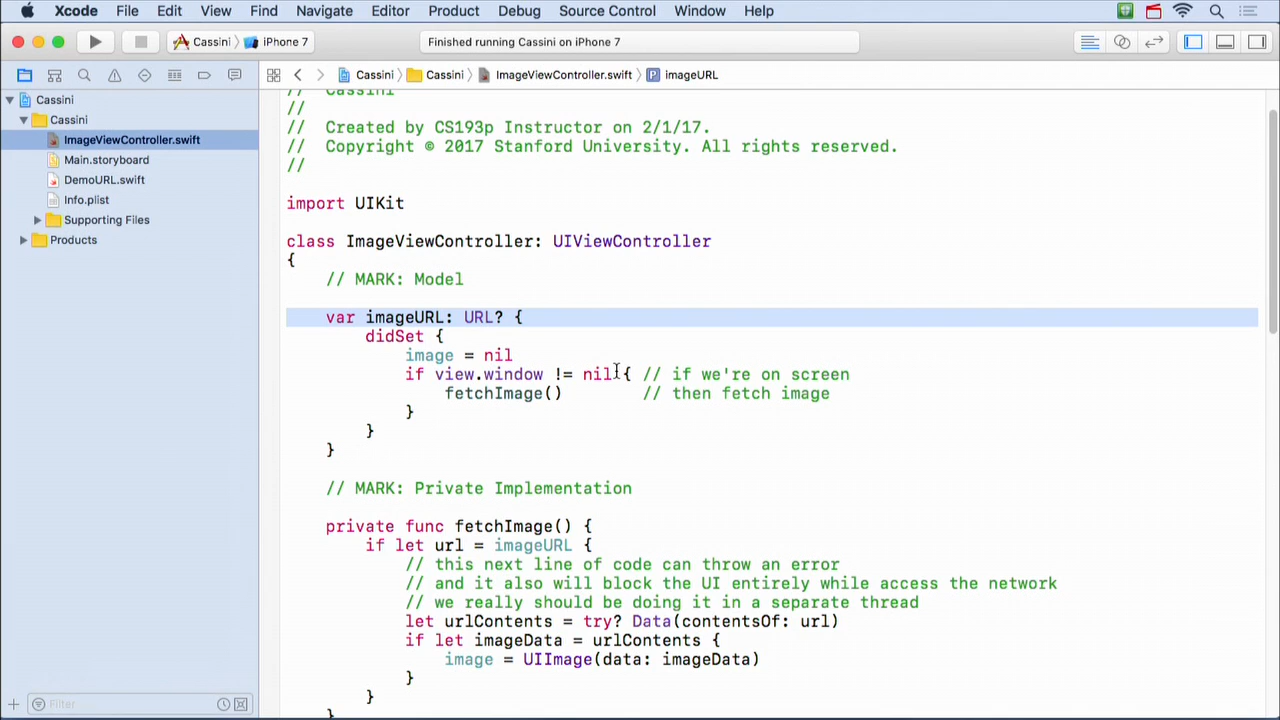 Xcode File Edit View Find Navigate Editor Product Debug Source Control Window Help
Cassini iPhone 7 Finished running Cassini on iPhone 7
Cassini Cassini ImageViewController.swift P imageURL
Cassini
Cassini
ImageViewController.swift
Main.storyboard
DemoURL.swift
Info.plist
Supporting Files
Products
Filter
// Cassini
//
// Created by CS193p Instructor on 2/1/17.
// Copyright © 2017 Stanford University. All rights reserved.
//
import UIKit
class ImageViewController: UIViewController
{
// MARK: Model
var imageURL: URL? {
didSet {
image = nil
if view.window != nil { // if we're on screen
fetchImage() // then fetch image
}
}
}
// MARK: Private Implementation
private func fetchImage() {
if let url = imageURL {
// this next line of code can throw an error
// and it also will block the UI entirely while access the network
// we really should be doing it in a separate thread
let urlContents = try? Data(contentsOf: url)
if let imageData = urlContents {
image = UIImage(data: imageData)
}
}
}